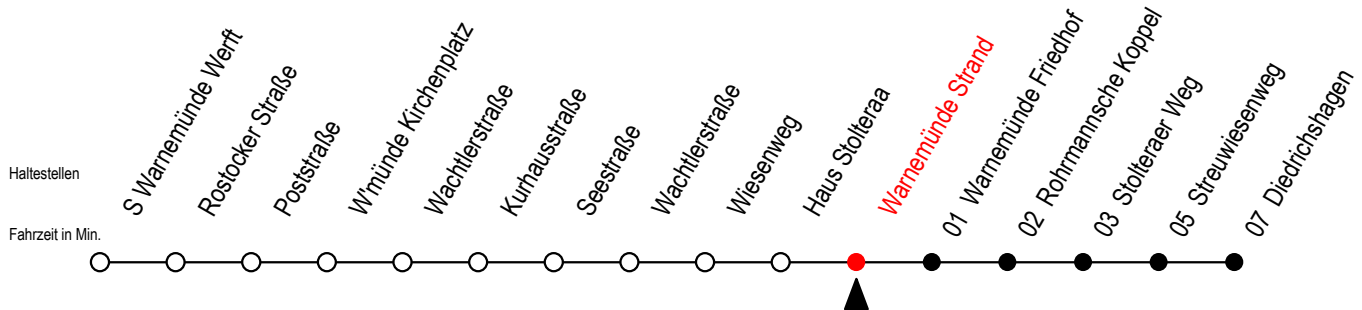 Haltestellen
Fahrzeit in Min.
S Warnemünde Werft
Rostocker Straße
Poststraße
W'münde Kirchenplatz
Wachtlerstraße
Kurhausstraße
Seestraße
Wachtlerstraße
Wiesenweg
Haus Stolteraa
Warnemünde Strand
01 Warnemünde Friedhof
02 Rohrmannsche Koppel
03 Stolteraer Weg
05 Streuwiesenweg
07 Diedrichshagen